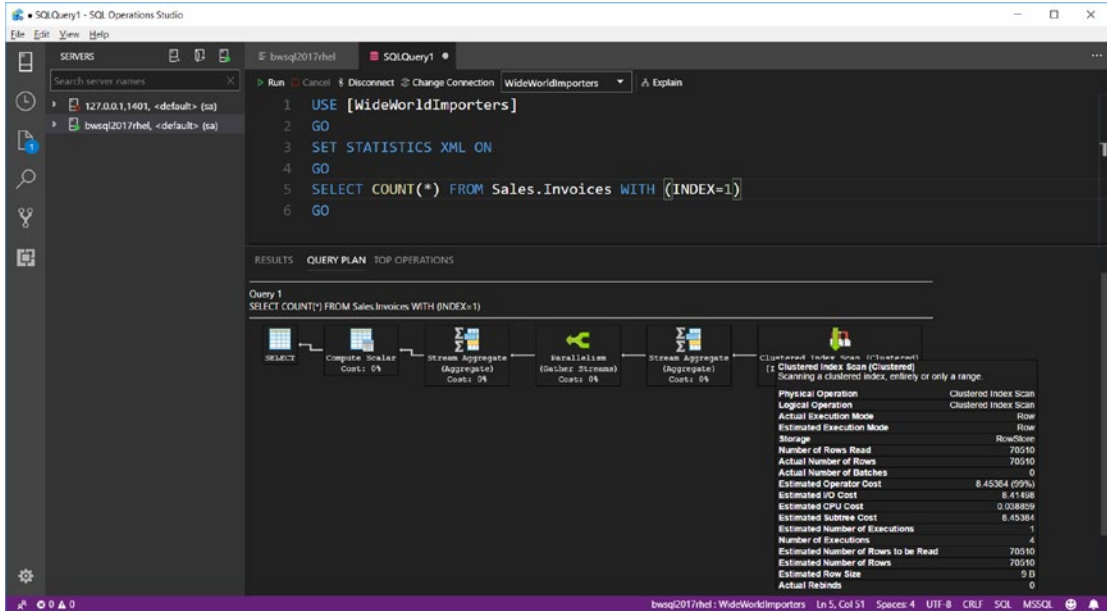 ● SQLQuery1 - SQL Operations Studio
File Edit View Help
SERVERS
Search server names
127.0.0.1,1401, <default> (sa)
bwsql2017rhel, <default> (sa)
1
bwsql2017rhel
SQLQuery1 ●
Run Cancel Disconnect Change Connection WideWorldImporters Explain
1 USE [WideWorldImporters]
2 GO
3 SET STATISTICS XML ON
4 GO
5 SELECT COUNT(*) FROM Sales.Invoices WITH (INDEX=1)
6 GO
RESULTS QUERY PLAN TOP OPERATIONS
Query 1
SELECT COUNT(*) FROM Sales.Invoices WITH (INDEX=1)
SELECT
Compute Scalar
Cost: 0%
Stream Aggregate
(Aggregate)
Cost: 0%
Parallelism
(Gather Streams)
Cost: 0%
Stream Aggregate
(Aggregate)
Cost: 0%
Clustered Index Scan (Clustered)
Clustered Index Scan (Clustered)
Scanning a clustered index, entirely or only a range.
Physical Operation Clustered Index Scan
Logical Operation Clustered Index Scan
Actual Execution Mode Row
Estimated Execution Mode Row
Storage RowStore
Number of Rows Read 70510
Actual Number of Rows 70510
Actual Number of Batches 0
Estimated Operator Cost 8.45384 (99%)
Estimated I/O Cost 8.41498
Estimated CPU Cost 0.038859
Estimated Subtree Cost 8.45384
Estimated Number of Executions 1
Number of Executions 4
Estimated Number of Rows to be Read 70510
Estimated Number of Rows 70510
Estimated Row Size 9 B
Actual Rebinds 0
0 0 bwsql2017rhel : WideWorldImporters Ln 5, Col 51 Spaces: 4 UTF-8 CRLF SQL MSSQL